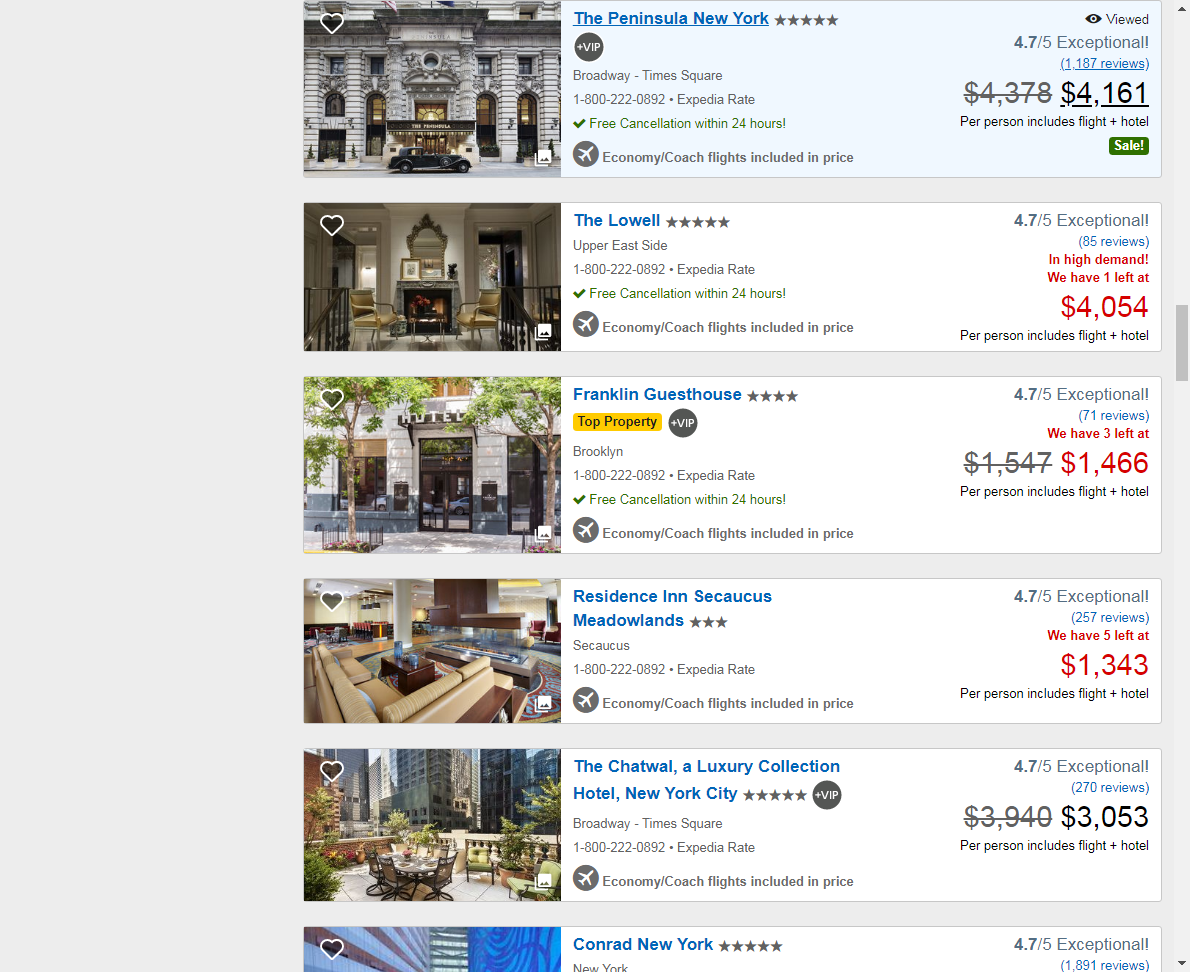 The Peninsula New York
Viewed
+VIP
4.7/5 Exceptional!
(1,187 reviews)
Broadway - Times Square
$4,378 $4,161
1-800-222-0892 • Expedia Rate
Per person includes flight + hotel
Free Cancellation within 24 hours!
Sale!
Economy/Coach flights included in price
THE PENINSULA
The Lowell
4.7/5 Exceptional!
(85 reviews)
Upper East Side
In high demand!
We have 1 left at
1-800-222-0892 • Expedia Rate
$4,054
Free Cancellation within 24 hours!
Economy/Coach flights included in price
Per person includes flight + hotel
Franklin Guesthouse
4.7/5 Exceptional!
(71 reviews)
Top Property +VIP
We have 3 left at
Brooklyn
$1,547 $1,466
1-800-222-0892 • Expedia Rate
Per person includes flight + hotel
Free Cancellation within 24 hours!
Economy/Coach flights included in price
Residence Inn Secaucus
Meadowlands
4.7/5 Exceptional!
(257 reviews)
We have 5 left at
Secaucus
$1,343
1-800-222-0892 • Expedia Rate
Per person includes flight + hotel
Economy/Coach flights included in price
The Chatwal, a Luxury Collection
Hotel, New York City +VIP
4.7/5 Exceptional!
(270 reviews)
$3,940 $3,053
Broadway - Times Square
1-800-222-0892 • Expedia Rate
Per person includes flight + hotel
Economy/Coach flights included in price
Conrad New York
4.7/5 Exceptional!
(1,891 reviews)
New York